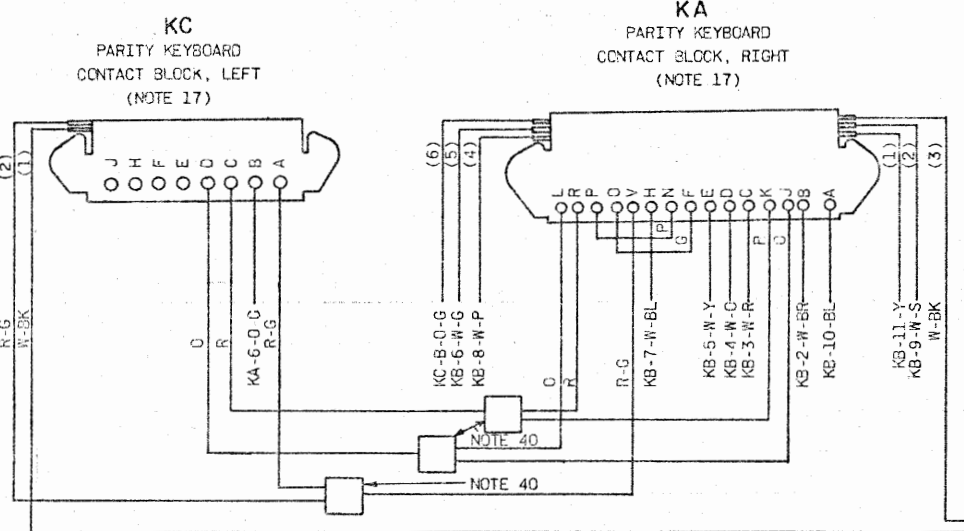 KC
PARITY KEYBOARD
CONTACT BLOCK, LEFT
(NOTE 17)
KA
PARITY KEYBOARD
CONTACT BLOCK, RIGHT
(NOTE 17)
(2)
(1)
J H F E D C B A
(6)
(5)
(4)
L R P O V H N F E D C K J B A
(1)
(2)
(3)
P
G
P
O
R-G
W-BK
O
R
KA-6-O-G
R-G
KC-B-O-G
KB-6-W-G
KB-8-W-P
O
R
R-G
KB-7-W-BL
KB-5-W-Y
KB-4-W-O
KB-3-W-R
KB-2-W-BR
KB-10-BL
KB-11-Y
KB-9-W-S
W-BK
NOTE 40
NOTE 40